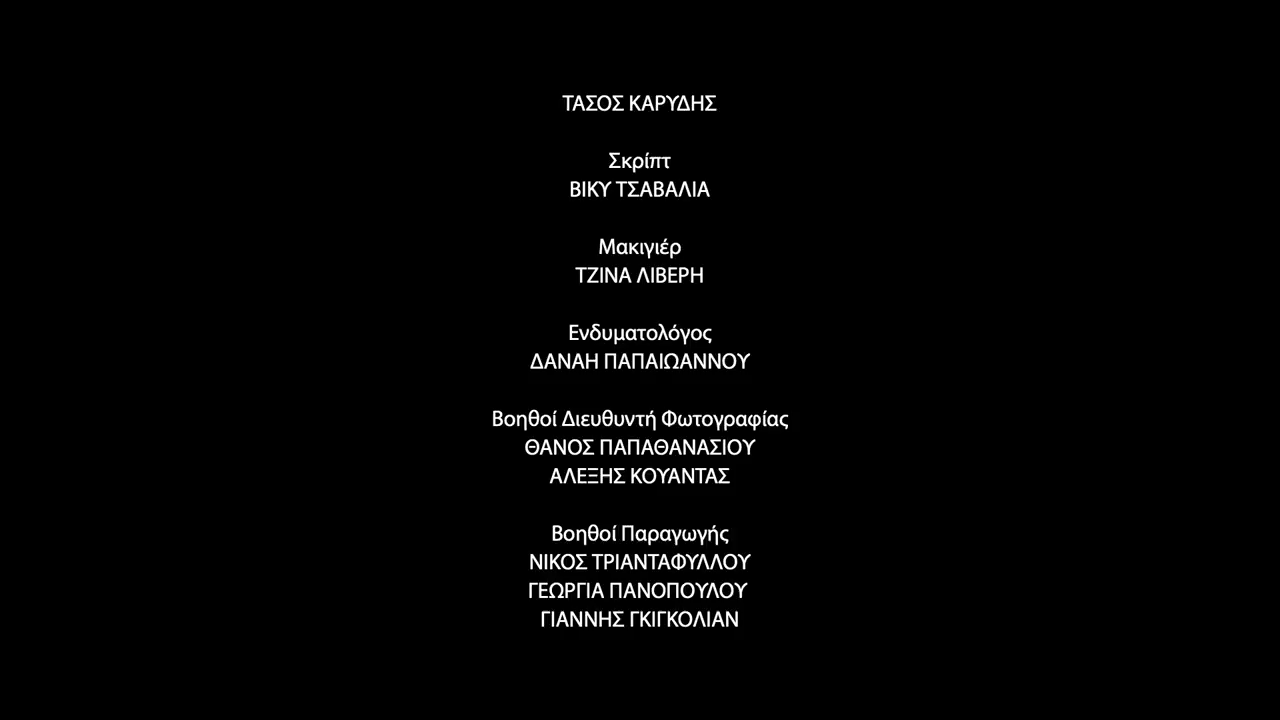 ΤΑΣΟΣ ΚΑΡΥΔΗΣ
Σκρίπτ
ΒΙΚΥ ΤΣΑΒΑΛΙΑ
Μακιγιέρ
ΤΖΙΝΑ ΛΙΒΕΡΗ
Ενδυματολόγος
ΔΑΝΑΗ ΠΑΠΑΙΩΑΝΝΟΥ
Βοηθοί Διευθυντή Φωτογραφίας
ΘΑΝΟΣ ΠΑΠΑΘΑΝΑΣΙΟΥ
ΑΛΕΞΗΣ ΚΟΥΑΝΤΑΣ
Βοηθοί Παραγωγής
ΝΙΚΟΣ ΤΡΙΑΝΤΑΦΥΛΛΟΥ
ΓΕΩΡΓΙΑ ΠΑΝΟΠΟΥΛΟΥ
ΓΙΑΝΝΗΣ ΓΚΙΓΚΟΛΙΑΝ